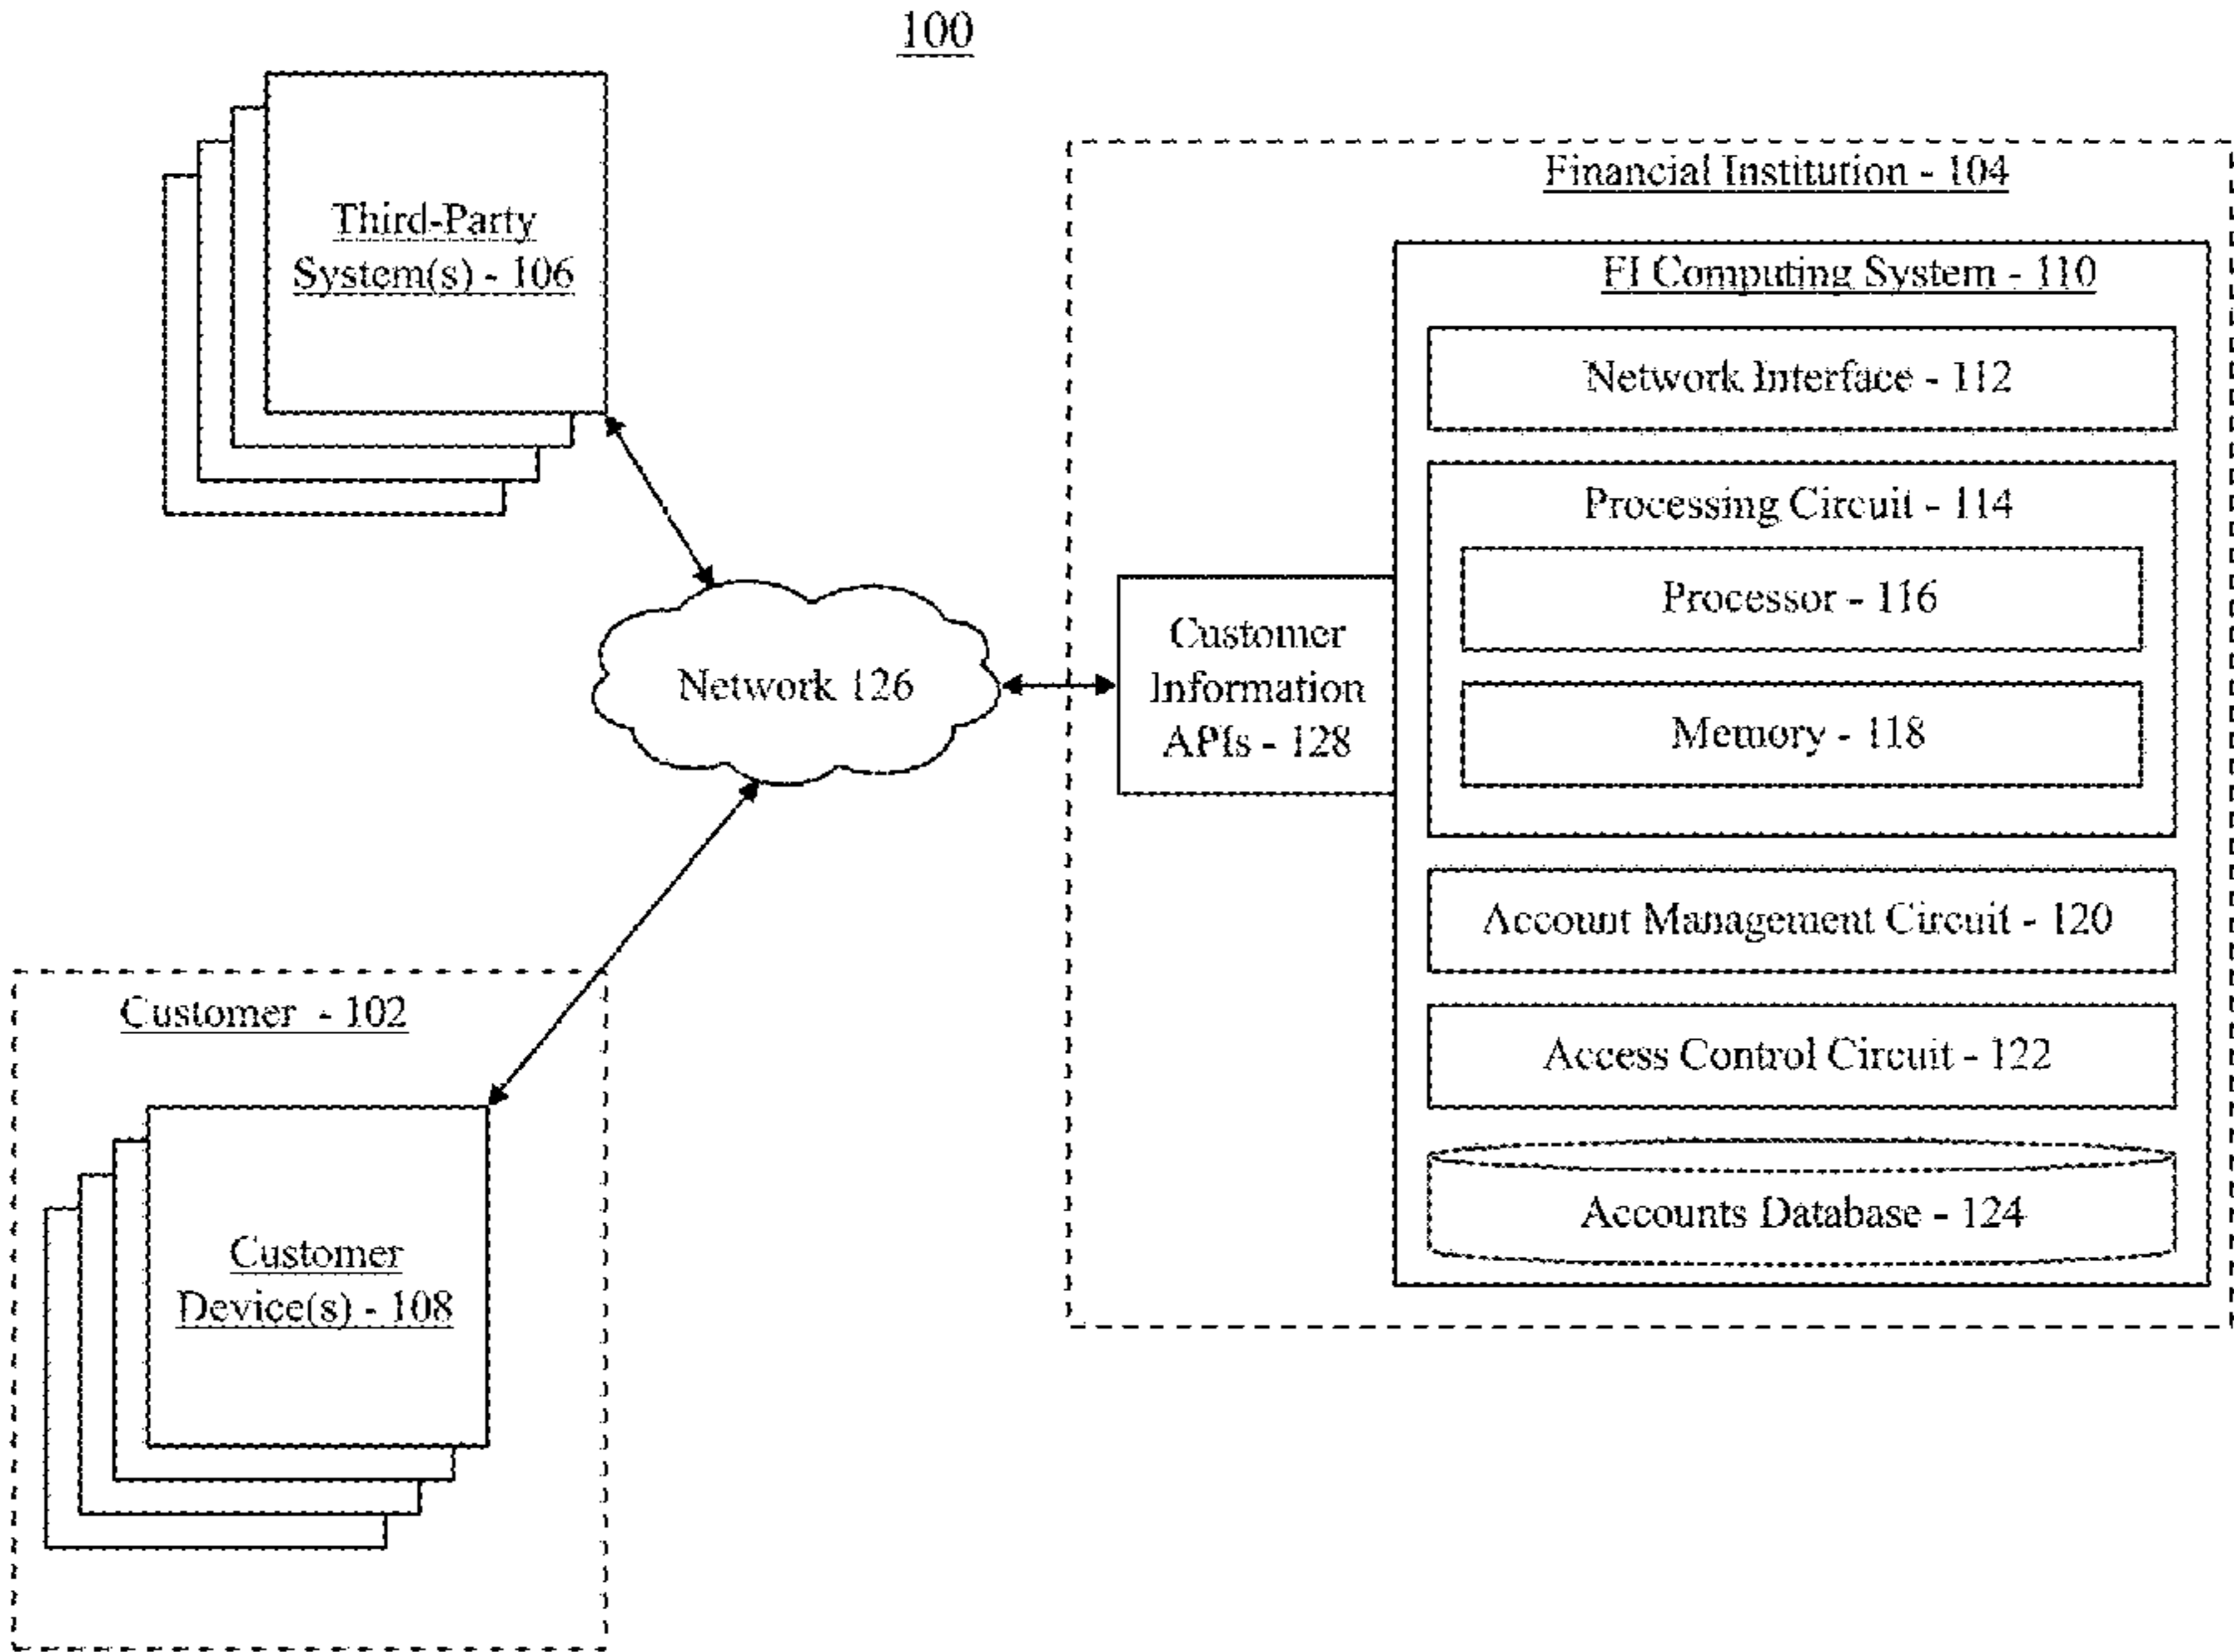 100
Third-Party
System(s) - 106
Financial Institution - 104
FI Computing System - 110
Network Interface - 112
Processing Circuit - 114
Processor - 116
Memory - 118
Customer
Information
APIs - 128
Network 126
Account Management Circuit - 120
Access Control Circuit - 122
Accounts Database - 124
Customer - 102
Customer
Device(s) - 108